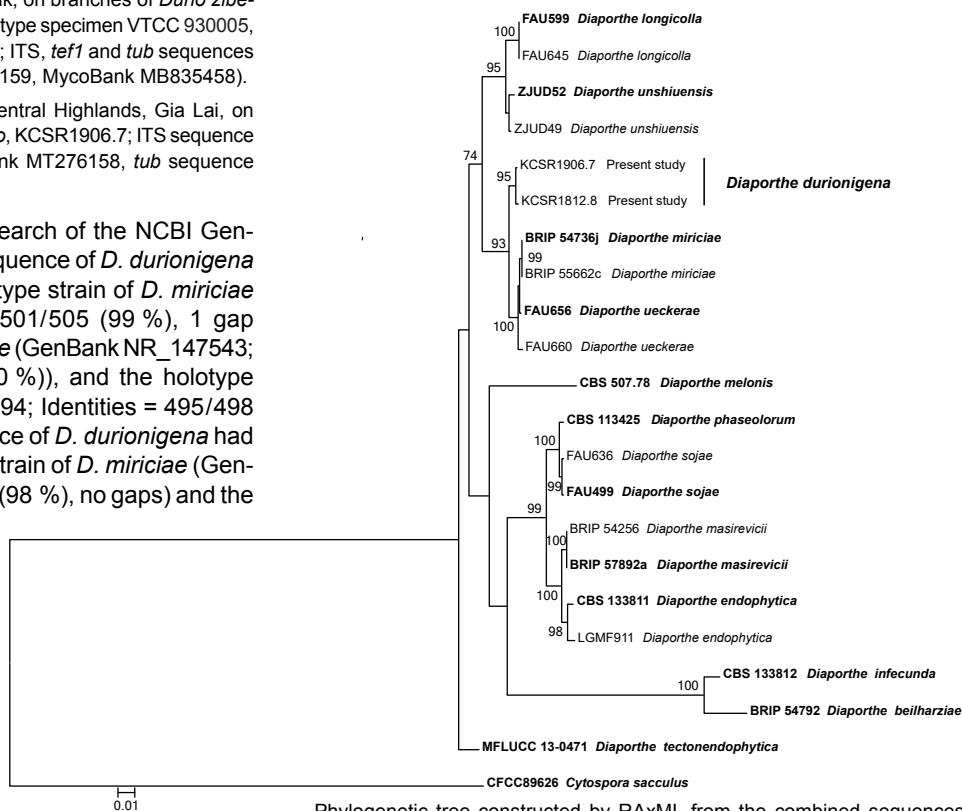 ak, on branches of Durio zibe-
type specimen VTCC 930005,
; ITS, tef1 and tub sequences
159, MycoBank MB835458).
entral Highlands, Gia Lai, on
KCSR1906.7; ITS sequence
nk MT276158, tub sequence
earch of the NCBI Gen-
quence of D. durionigena
type strain of D. miriciae
501/505 (99 %), 1 gap
e (GenBank NR_147543;
0 %)), and the holotype
94; Identities = 495/498
ce of D. durionigena had
train of D. miriciae (Gen-
(98 %), no gaps) and the
FAU599 Diaporthe longicolla
100
FAU645 Diaporthe longicolla
95
ZJUD52 Diaporthe unshiuensis
ZJUD49 Diaporthe unshiuensis
74
KCSR1906.7 Present study
95
Diaporthe durionigena
KCSR1812.8 Present study
BRIP 54736j Diaporthe miriciae
93
99
BRIP 55662c Diaporthe miriciae
FAU656 Diaporthe ueckerae
100
FAU660 Diaporthe ueckerae
CBS 507.78 Diaporthe melonis
CBS 113425 Diaporthe phaseolorum
100
FAU636 Diaporthe sojae
99
FAU499 Diaporthe sojae
99
BRIP 54256 Diaporthe masirevicii
100
BRIP 57892a Diaporthe masirevicii
100
CBS 133811 Diaporthe endophytica
98
LGMF911 Diaporthe endophytica
CBS 133812 Diaporthe infecunda
100
BRIP 54792 Diaporthe beilharziae
MFLUCC 13-0471 Diaporthe tectonendophytica
CFCC89626 Cytospora sacculus
0.01
Phylogenetic tree constructed by RAxML from the combined sequences